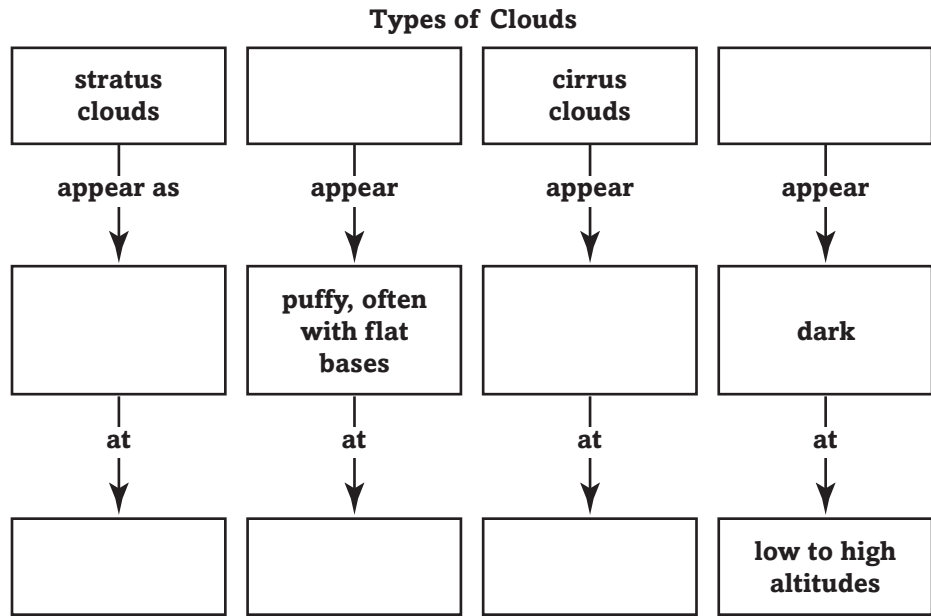 Types of Clouds
stratus
clouds
cirrus
clouds
appear as
appear
appear
appear
puffy, often
with flat
bases
dark
at
at
at
at
low to high
altitudes